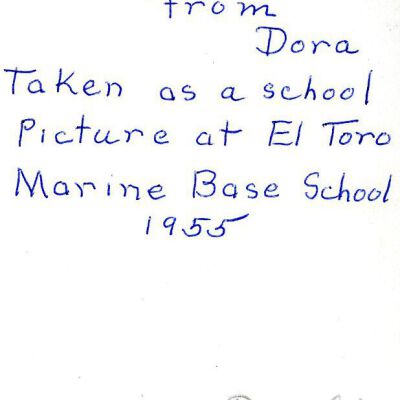 from
Dora
Taken as a school
Picture at El Toro
Marine Base School
1955